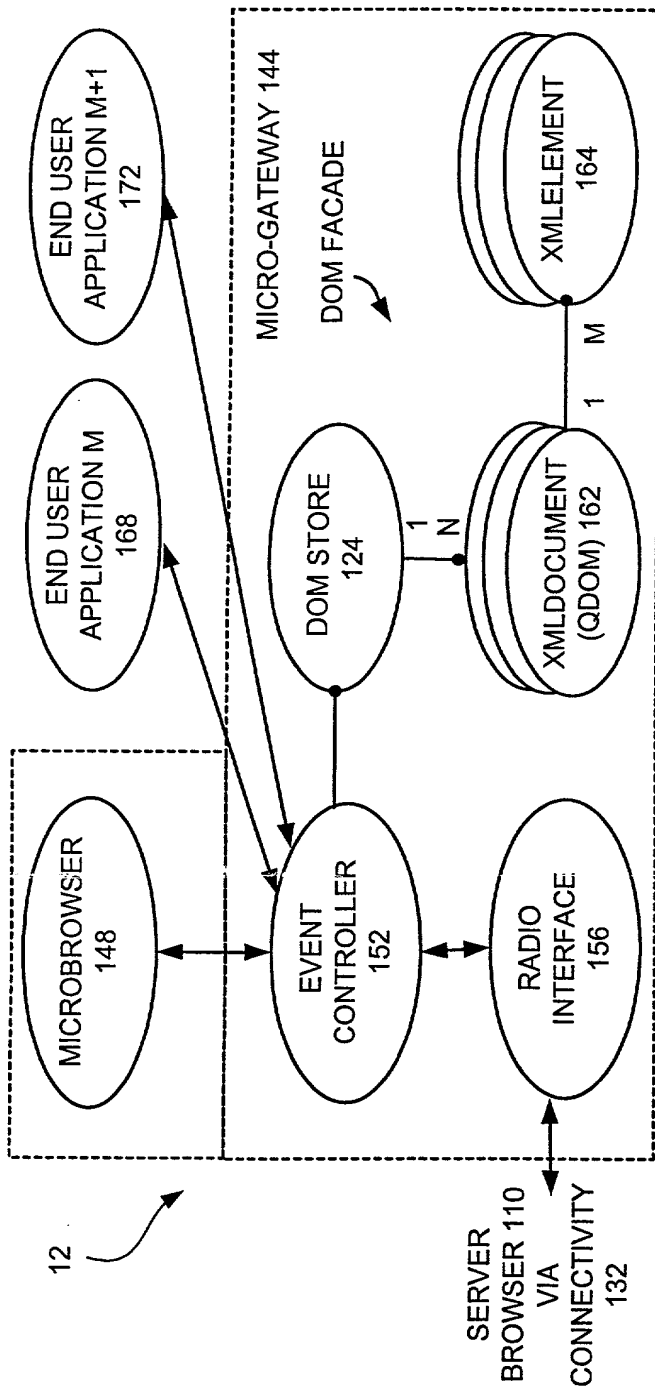 12
MICROBROWSER
148
END USER
APPLICATION M
168
END USER
APPLICATION M+1
172
MICRO-GATEWAY 144
DOM FACADE
EVENT
CONTROLLER
152
DOM STORE
124
1
N
RADIO
INTERFACE
156
XMLDOCUMENT
(QDOM) 162
1
M
XMLELEMENT
164
SERVER
BROWSER 110
VIA
CONNECTIVITY
132